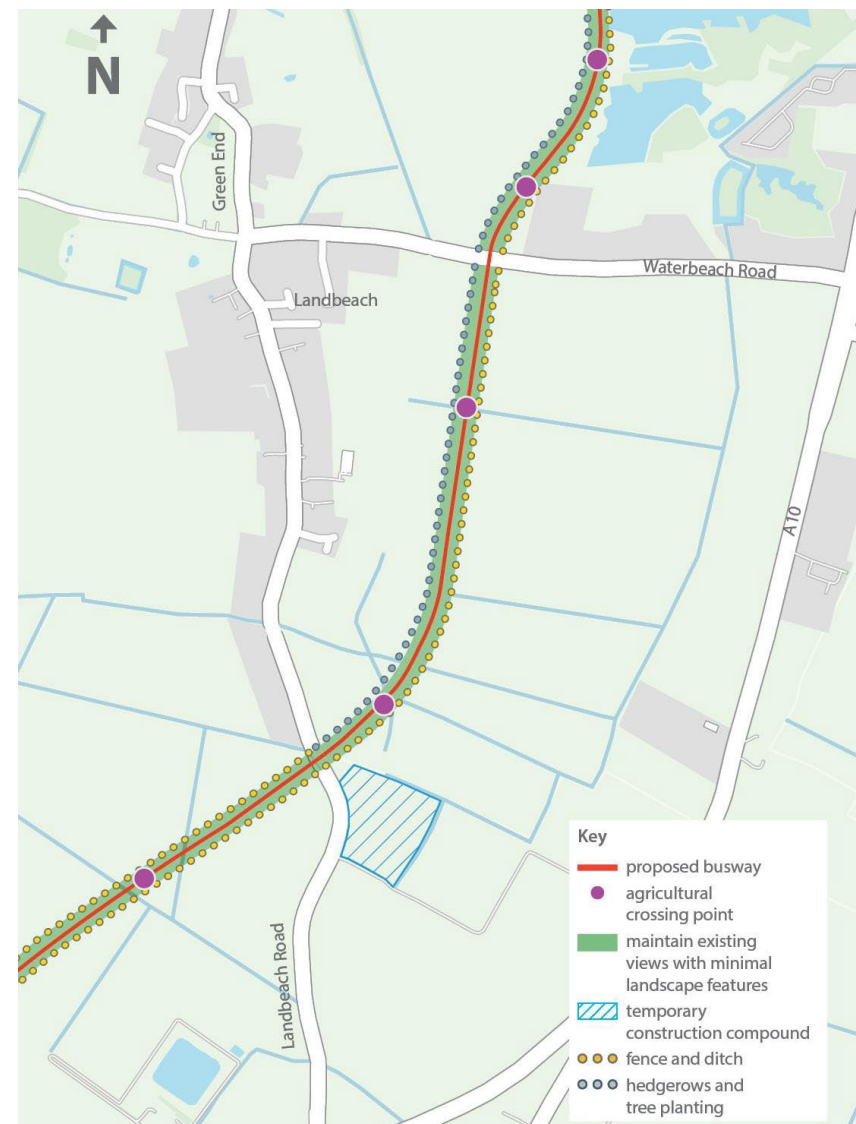 N
Green End
Waterbeach Road
Landbeach
A10
Landbeach Road
Key
proposed busway
agricultural
crossing point
maintain existing
views with minimal
landscape features
temporary
construction compound
fence and ditch
hedgerows and
tree planting